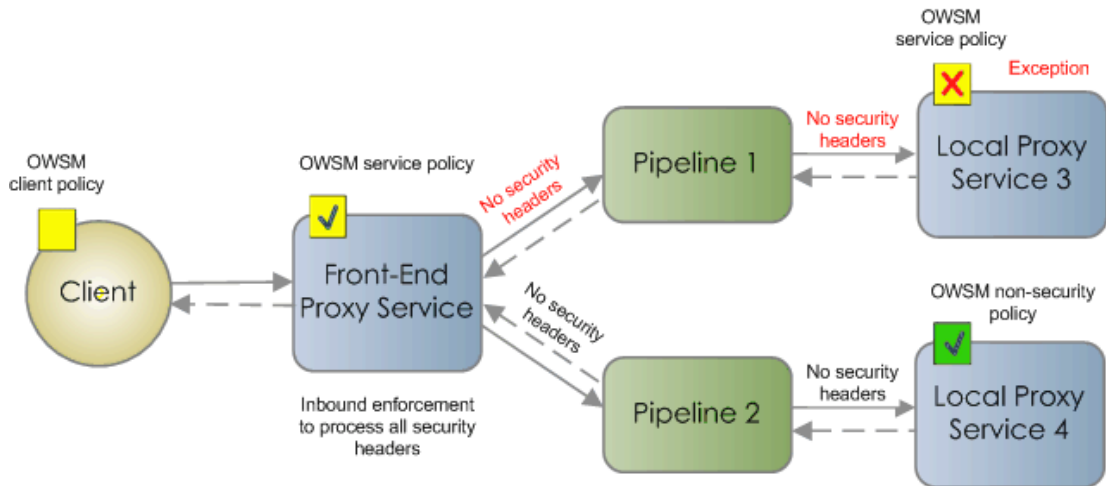 OWSM
service policy
Exception
No security
headers
Pipeline 1
Local Proxy
Service 3
OWSM
client policy
OWSM service policy
No security
headers
Client
Front-End
Proxy Service
No security
headers
OWSM non-security
policy
Inbound enforcement
to process all security
headers
Pipeline 2
No security
headers
Local Proxy
Service 4